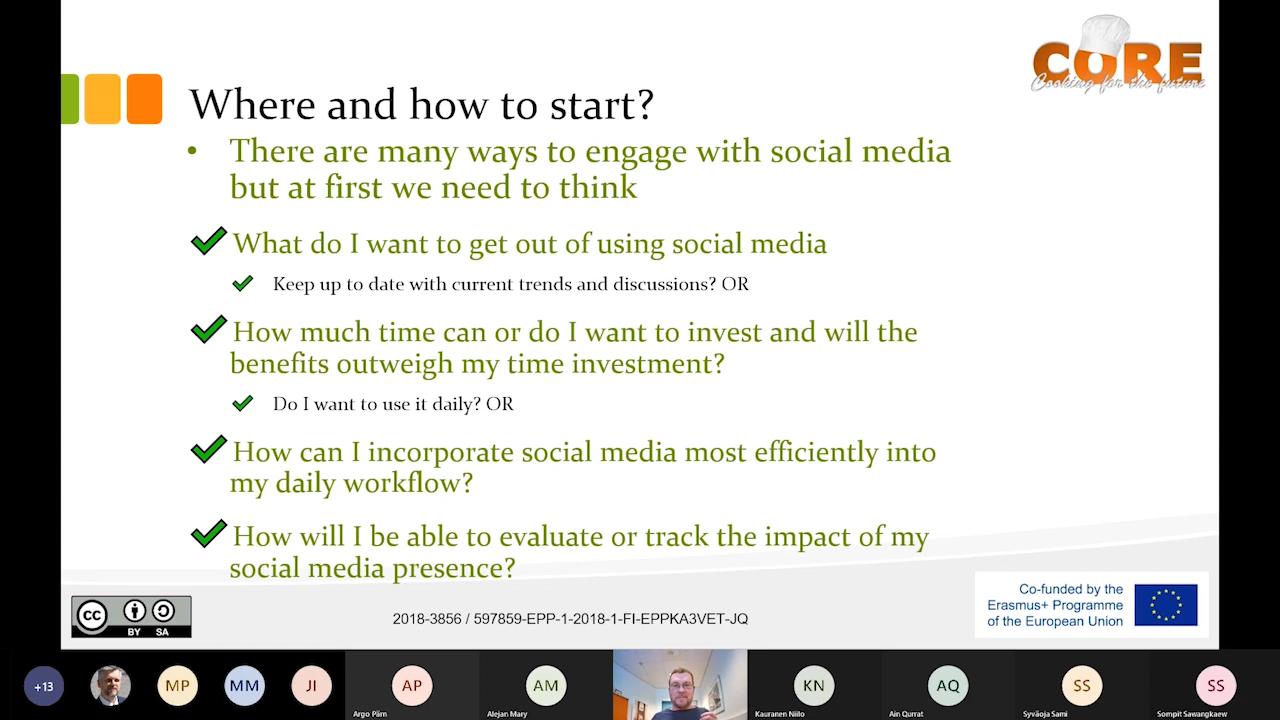 CORE
Cooking for the future
Where and how to start?
• There are many ways to engage with social media
but at first we need to think
What do I want to get out of using social media
Keep up to date with current trends and discussions? OR
How much time can or do I want to invest and will the
benefits outweigh my time investment?
Do I want to use it daily? OR
How can I incorporate social media most efficiently into
my daily workflow?
How will I be able to evaluate or track the impact of my
social media presence?
cc
BY SA
2018-3856 / 597859-EPP-1-2018-1-FI-EPPKA3VET-JQ
Co-funded by the
Erasmus+ Programme
of the European Union
+13
MP
MM
JI
AP
AM
KN
AQ
SS
SS
Argo Pärn
Alejan Mary
Kauranen Niilo
Ain Qurrat
Syväoja Sami
Sompit Sawangkaew